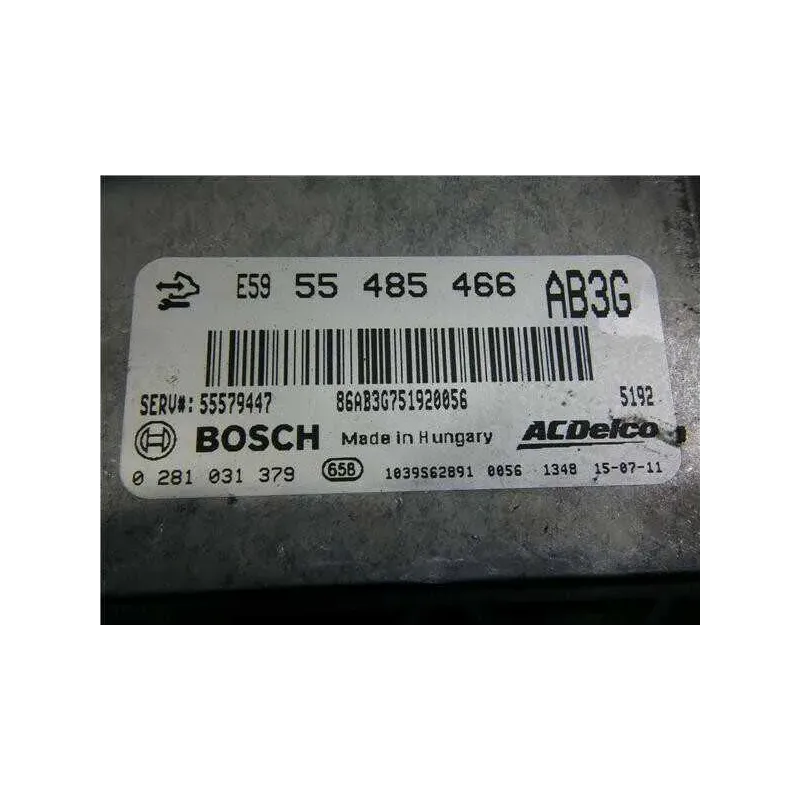 E59 55 485 466 AB3G
SERV#: 55579447 86AB3G751920056 5192
BOSCH Made in Hungary ACDelco
0 281 031 379 658 1039S62891 0056 1348 15-07-11